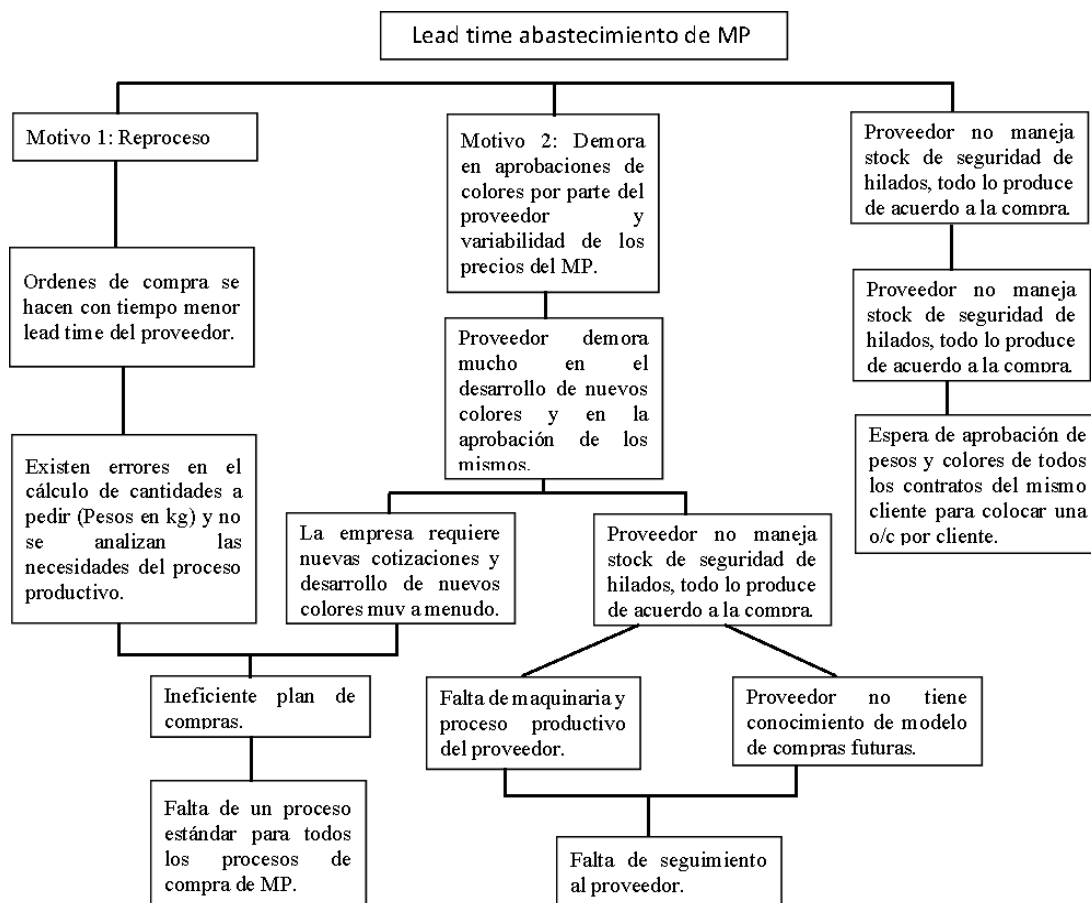 Lead time abastecimiento de MP
Motivo 1: Reproceso
Motivo 2: Demora
en aprobaciones de
colores por parte del
proveedor y
variabilidad de los
precios del MP.
Proveedor no maneja
stock de seguridad de
hilados, todo lo produce
de acuerdo a la compra.
Ordenes de compra se
hacen con tiempo menor
lead time del proveedor.
Proveedor demora
mucho en el
desarrollo de nuevos
colores y en la
aprobación de los
mismos.
Proveedor no maneja
stock de seguridad de
hilados, todo lo produce
de acuerdo a la compra.
Existen errores en el
cálculo de cantidades a
pedir (Pesos en kg) y no
se analizan las
necesidades del proceso
productivo.
La empresa requiere
nuevas cotizaciones y
desarrollo de nuevos
colores muy a menudo.
Proveedor no maneja
stock de seguridad de
hilados, todo lo produce
de acuerdo a la compra.
Espera de aprobación de
pesos y colores de todos
los contratos del mismo
cliente para colocar una
o/c por cliente.
Ineficiente plan de
compras.
Falta de maquinaria y
proceso productivo
del proveedor.
Proveedor no tiene
conocimiento de modelo
de compras futuras.
Falta de un proceso
estándar para todos
los procesos de
compra de MP.
Falta de seguimiento
al proveedor.